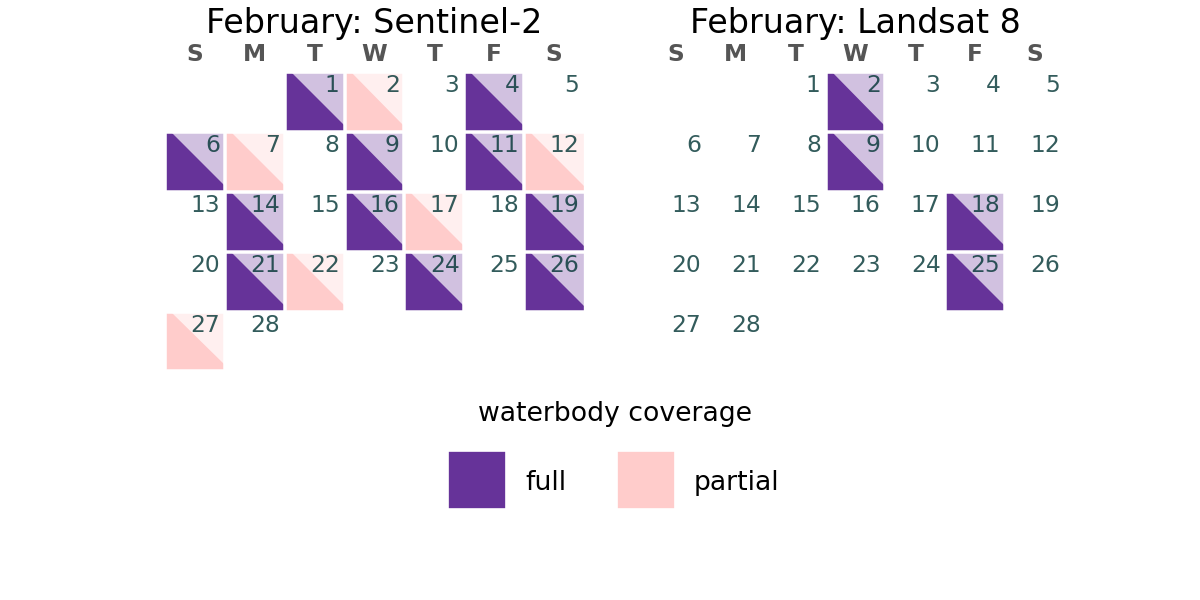 February: Sentinel-2
S M T W T F S
1 2 3 4 5
6 7 8 9 10 11 12
13 14 15 16 17 18 19
20 21 22 23 24 25 26
27 28
February: Landsat 8
S M T W T F S
1 2 3 4 5
6 7 8 9 10 11 12
13 14 15 16 17 18 19
20 21 22 23 24 25 26
27 28
waterbody coverage
full partial